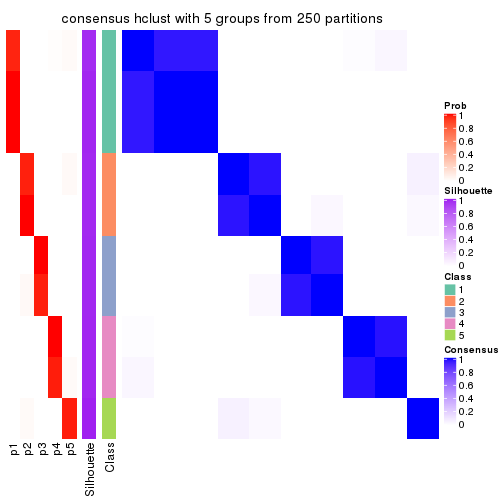 consensus hclust with 5 groups from 250 partitions
Prob
1
0.8
0.6
0.4
0.2
0
Silhouette
1
0.8
0.6
0.4
0.2
0
Class
1
2
3
4
5
Consensus
1
0.8
0.6
0.4
0.2
0
p1
p2
p3
p4
p5
Silhouette
Class